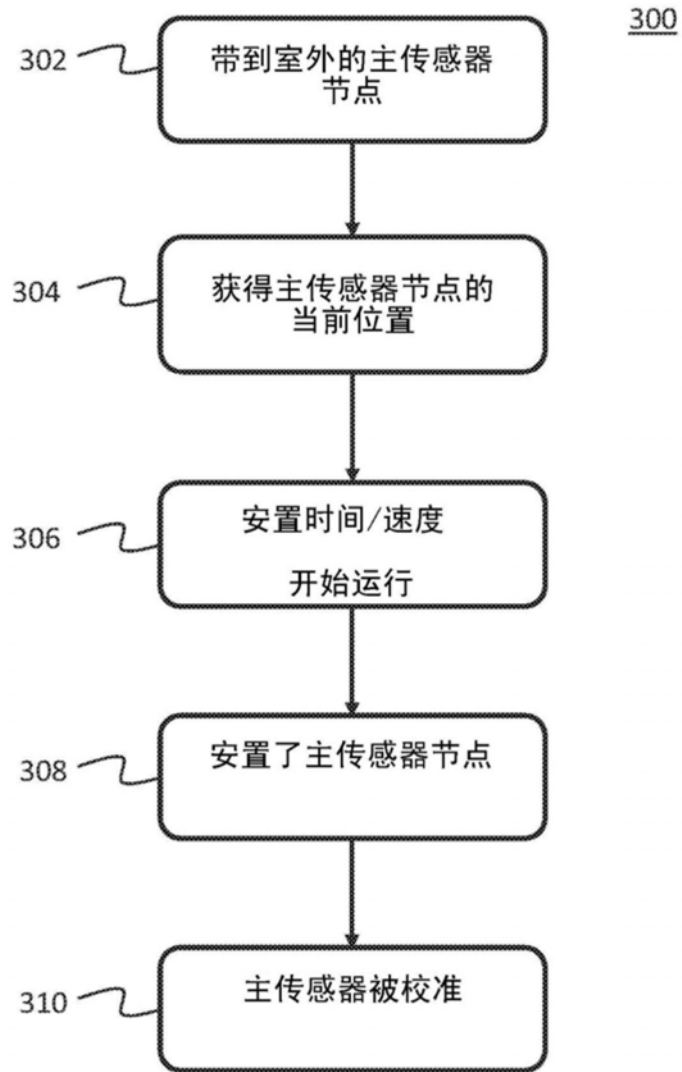 300
302
带到室外的主传感器
节点
304
获得主传感器节点的
当前位置
306
安置时间/速度
开始运行
308
安置了主传感器节点
310
主传感器被校准